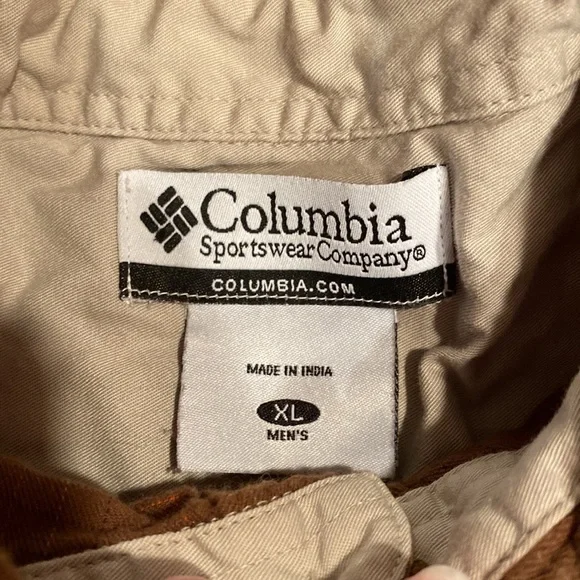 Columbia
Sportswear Company®
COLUMBIA.COM
MADE IN INDIA
XL
MEN'S